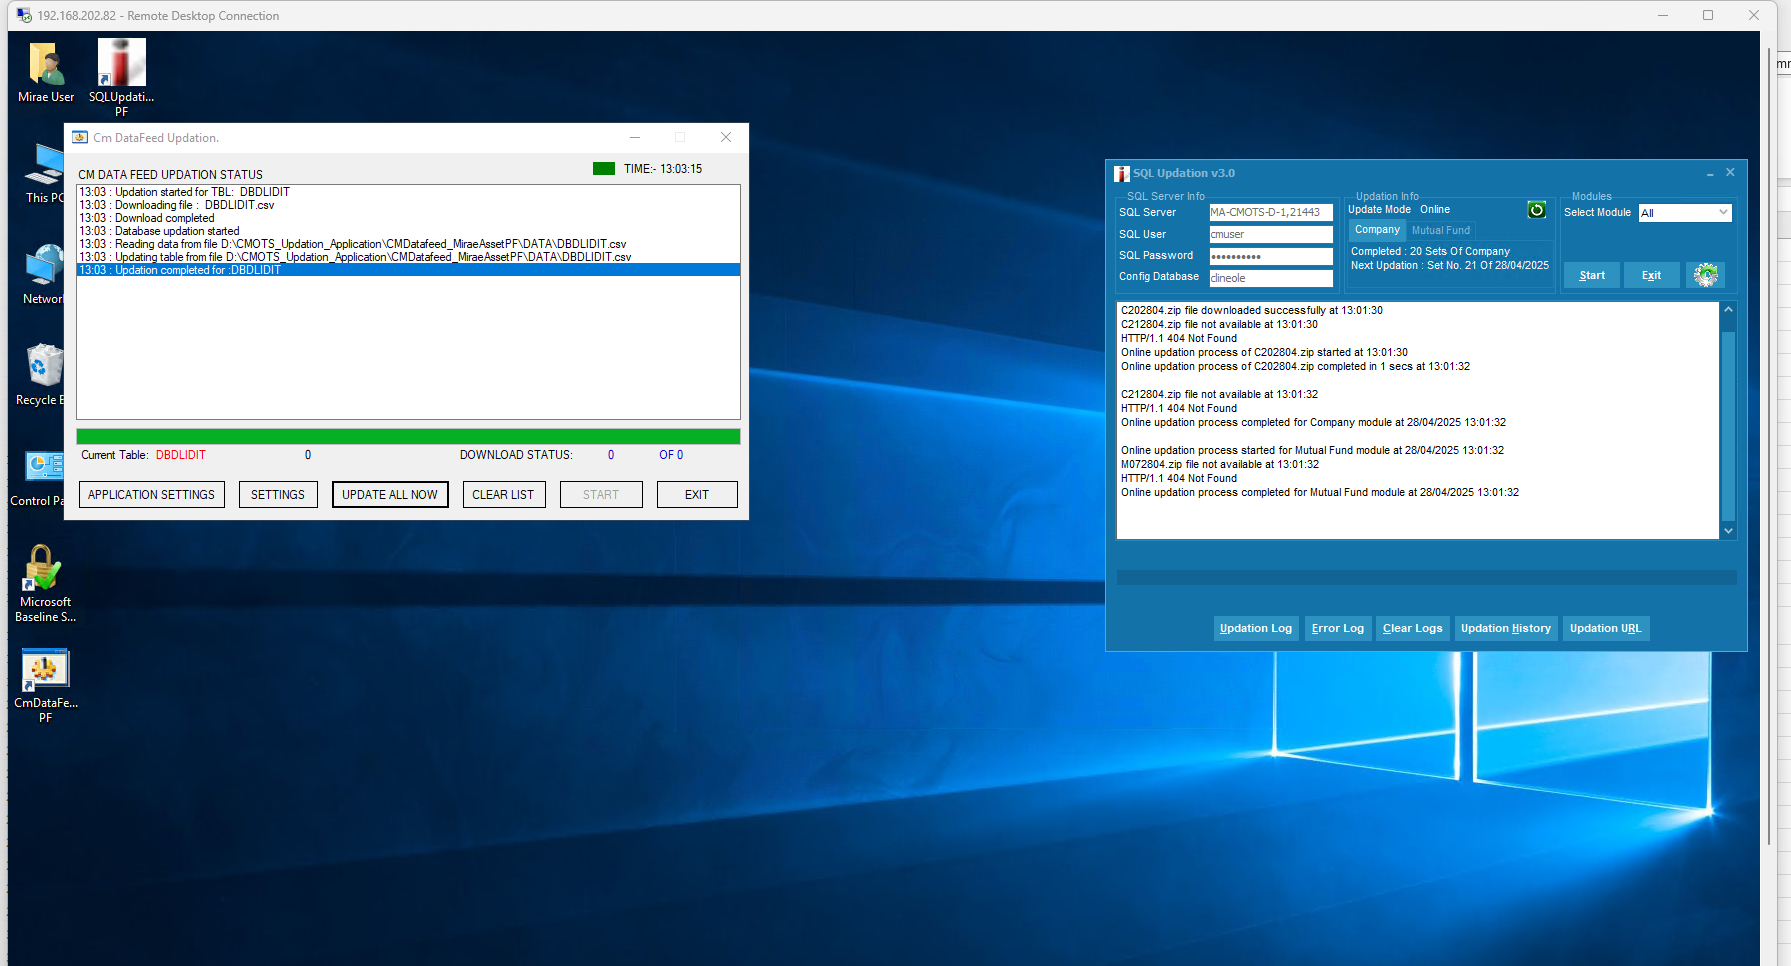 192.168.202.82 - Remote Desktop Connection
Mirae User
SQLUpdati...
PF
This PC
Network
Recycle B
Control Pa
Microsoft
Baseline S...
CmDataFe...
PF
Cm DataFeed Updation.
CM DATA FEED UPDATION STATUS
TIME:- 13:03:15
13:03 : Updation started for TBL:  DBDLIDIT
13:03 : Downloading file :  DBDLIDIT.csv
13:03 : Download completed
13:03 : Database updation started
13:03 : Reading data from file D:\CMOTS_Updation_Application\CMDatafeed_MiraeAssetPF\DATA\DBDLIDIT.csv
13:03 : Updating table from file D:\CMOTS_Updation_Application\CMDatafeed_MiraeAssetPF\DATA\DBDLIDIT.csv
13:03 : Updation completed for :DBDLIDIT
Current Table: DBDLIDIT 0 DOWNLOAD STATUS: 0 OF 0
APPLICATION SETTINGS SETTINGS UPDATE ALL NOW CLEAR LIST START EXIT
SQL Updation v3.0
SQL Server Info
SQL Server MA-CMOTS-D-1,21443
SQL User cmuser
SQL Password ••••••••••
Config Database clineole
Updation Info
Update Mode Online
Company Mutual Fund
Completed : 20 Sets Of Company
Next Updation : Set No. 21 Of 28/04/2025
Modules
Select Module All
Start Exit
C202804.zip file downloaded successfully at 13:01:30
C212804.zip file not available at 13:01:30
HTTP/1.1 404 Not Found
Online updation process of C202804.zip started at 13:01:30
Online updation process of C202804.zip completed in 1 secs at 13:01:32
C212804.zip file not available at 13:01:32
HTTP/1.1 404 Not Found
Online updation process completed for Company module at 28/04/2025 13:01:32
Online updation process started for Mutual Fund module at 28/04/2025 13:01:32
M072804.zip file not available at 13:01:32
HTTP/1.1 404 Not Found
Online updation process completed for Mutual Fund module at 28/04/2025 13:01:32
Updation Log Error Log Clear Logs Updation History Updation URL